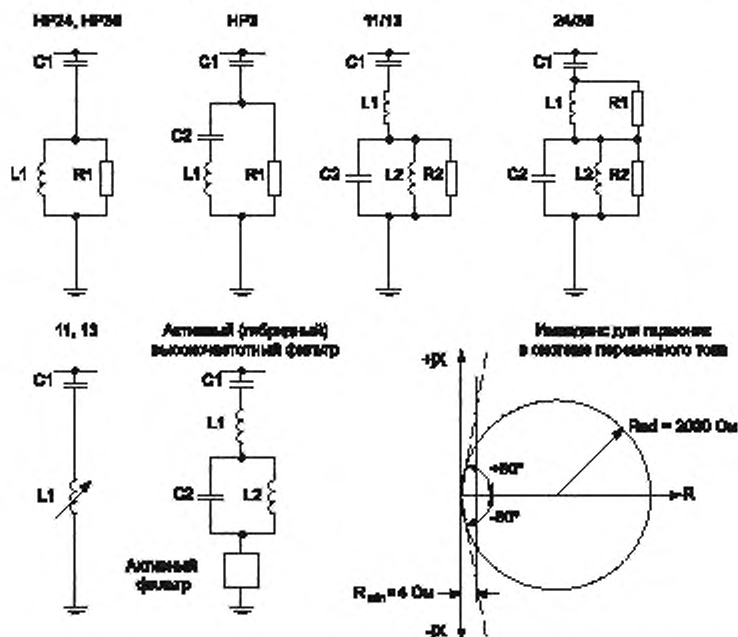 HP24, HP36
HP3
11/13
24/36
C1
L1
R1
C1
C2
L1
R1
C1
L1
C2
L2
R2
C1
L1
R1
C2
L2
R2
11, 13
C1
L1
Активный (гибридный)
высокочастотный фильтр
C1
L1
C2
L2
Активный
фильтр
Импеданс для гармоник
в системе переменного тока
+jX
Rad = 2000 Ом
+80°
R
-80°
Rmin = 4 Ом
-jX